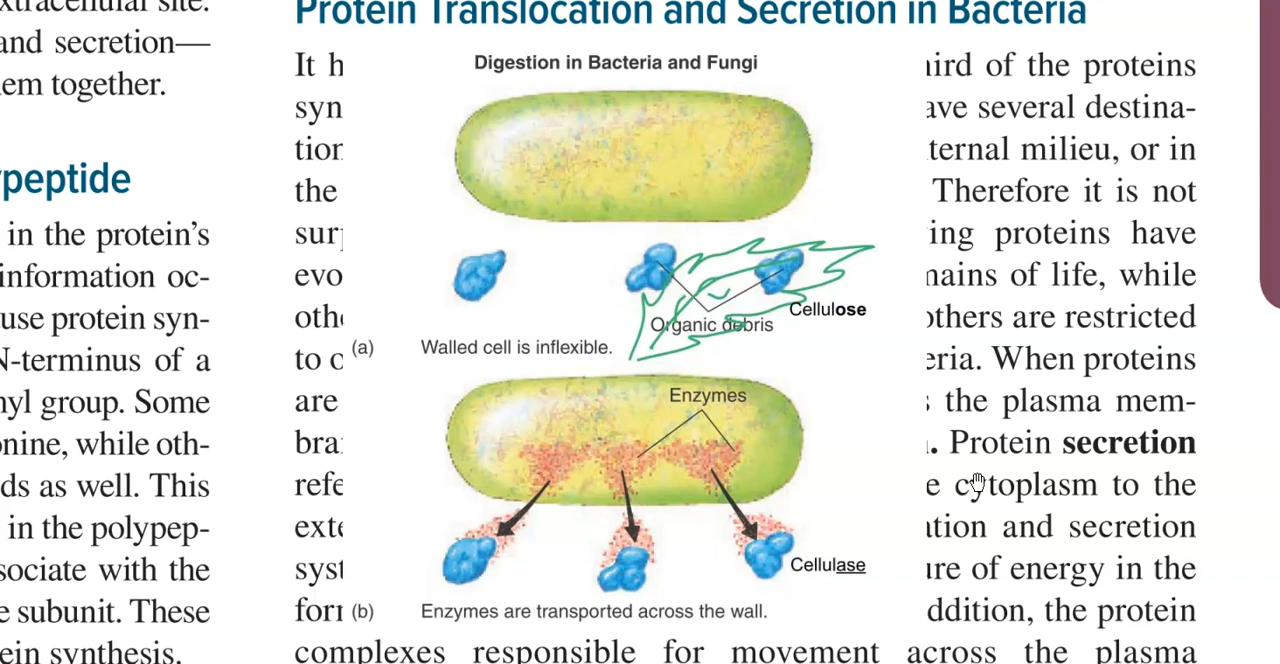 xtracellular site.
and secretion—
em together.
peptide
in the protein's
information oc-
use protein syn-
N-terminus of a
nyl group. Some
onine, while oth-
ds as well. This
in the polypep-
sociate with the
e subunit. These
ein synthesis.
Protein Translocation and Secretion in Bacteria
It h
syn
tion
the
sur
evo
oth
to o
are
bra
refe
exte
syst
for
Digestion in Bacteria and Fungi
Organic debris
Cellulose
(a) Walled cell is inflexible.
Enzymes
Cellulase
(b) Enzymes are transported across the wall.
ird of the proteins
ave several destina-
ternal milieu, or in
Therefore it is not
ing proteins have
mains of life, while
others are restricted
eria. When proteins
the plasma mem-
. Protein secretion
e cytoplasm to the
tion and secretion
ure of energy in the
ddition, the protein
complexes responsible for movement across the plasma